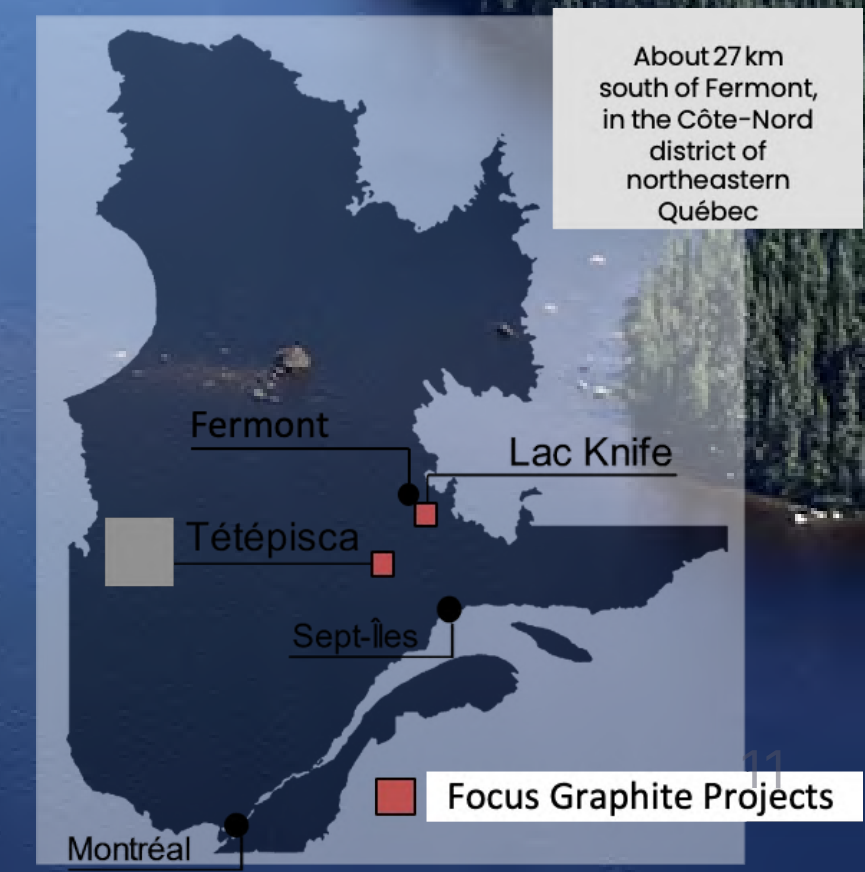 About 27 km
south of Fermont,
in the Côte-Nord
district of
northeastern
Québec
Fermont
Lac Knife
Tétépisca
Sept-Îles
11
Focus Graphite Projects
Montréal